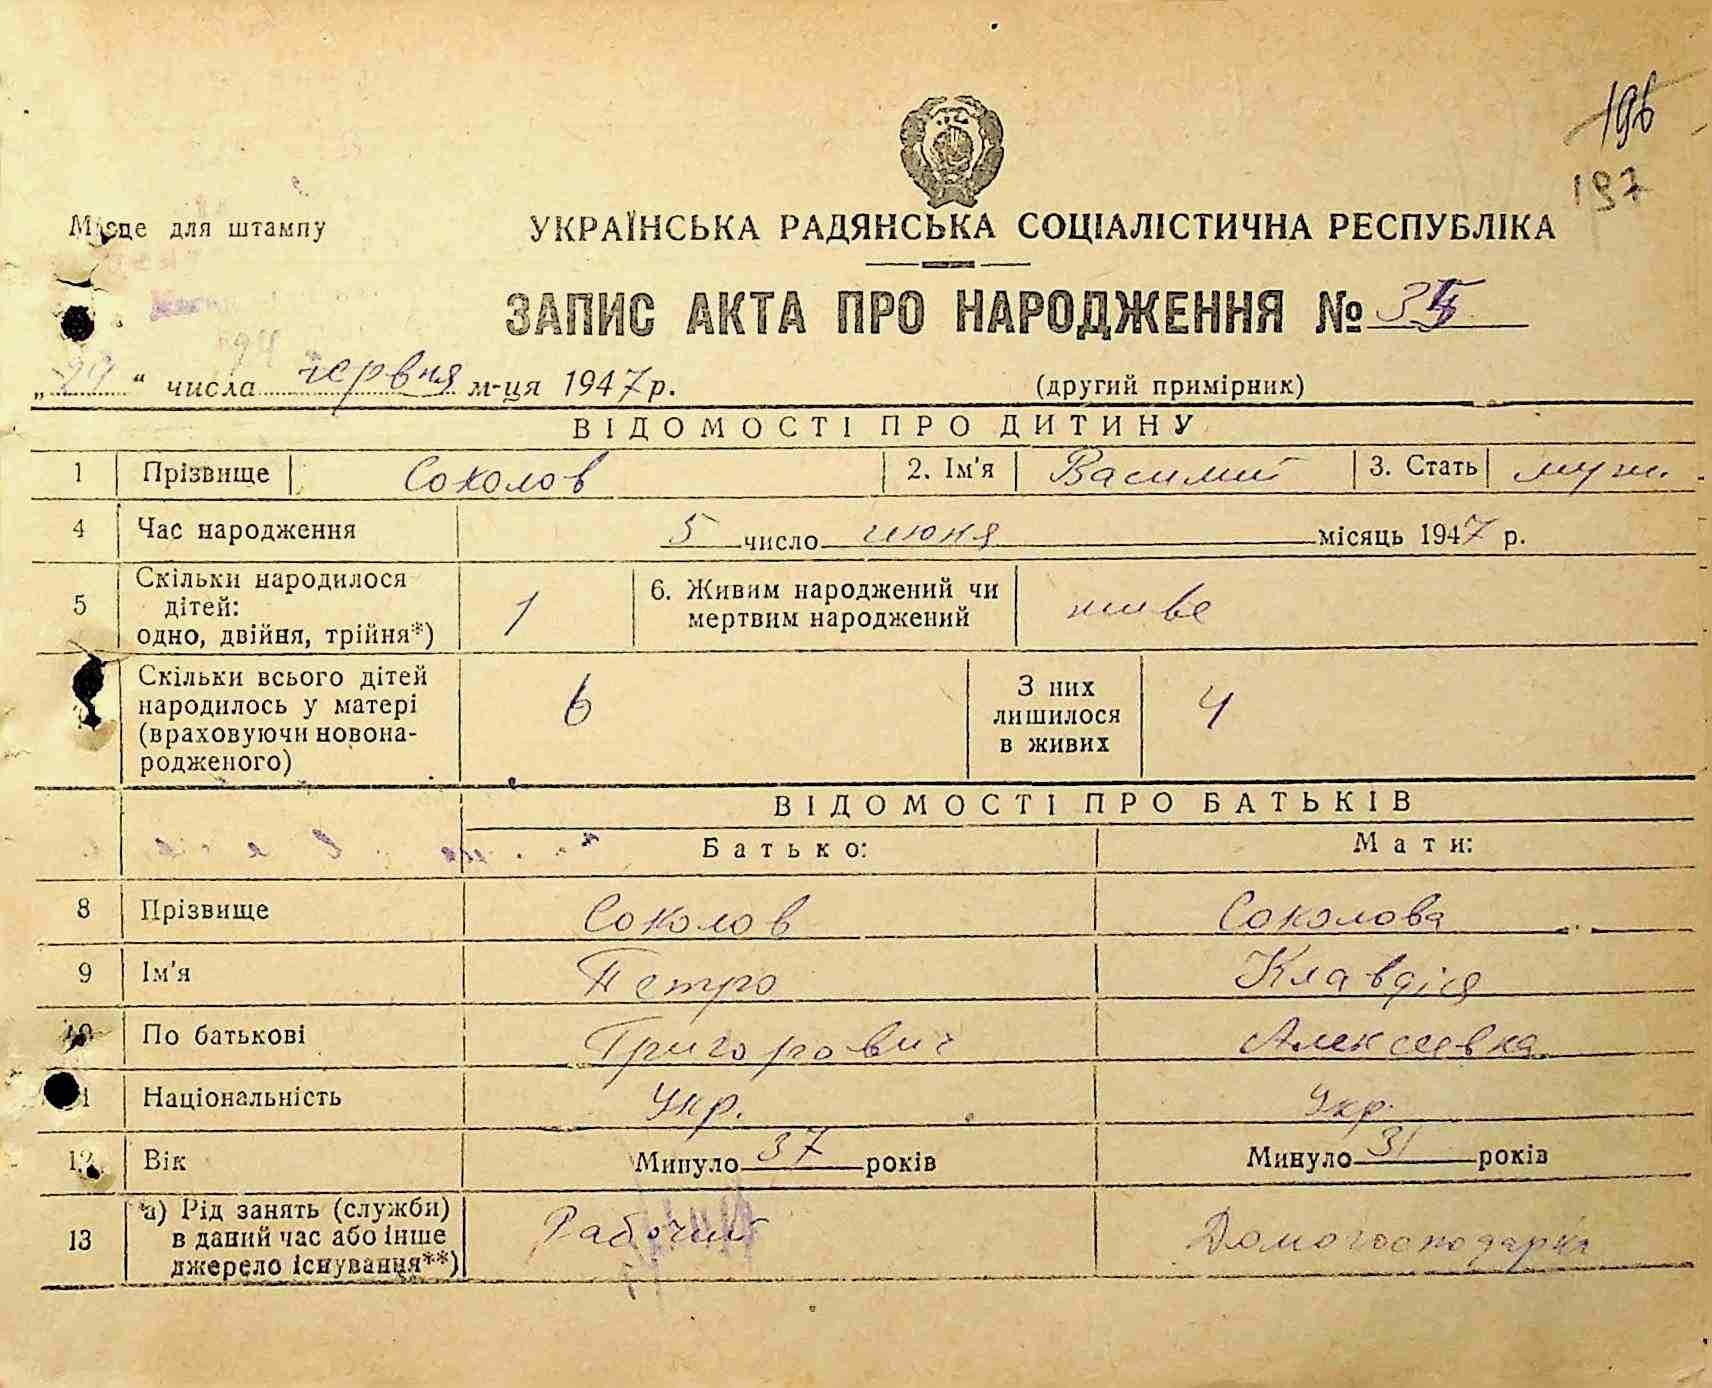 196
197
Місце для штампу
УКРАЇНСЬКА РАДЯНСЬКА СОЦІАЛІСТИЧНА РЕСПУБЛІКА
ЗАПИС АКТА ПРО НАРОДЖЕННЯ №
„29“ числа червня м-ця 1947 р. (другий примірник)
ВІДОМОСТІ ПРО ДИТИНУ
1 Прізвище Соколов 2. Ім'я Василий 3. Стать муж.
4 Час народження 5 число июня місяць 1947 р.
5 Скільки народилося дітей: одно, двійня, трійня*) 1 6. Живим народжений чи мертвим народжений живе
Скільки всього дітей народилось у матері (враховуючи новонародженого) 6 З них лишилося в живих 4
ВІДОМОСТІ ПРО БАТЬКІВ
Батько: Мати:
8 Прізвище Соколов Соколова
9 Ім'я Петро Клавдія
10 По батькові Григорович Алексеевна
11 Національність Укр. Укр.
12 Вік Минуло 37 років Минуло 31 років
13 а) Рід занять (служби) в даний час або інше джерело існування**) Рабочий Домогосподарка